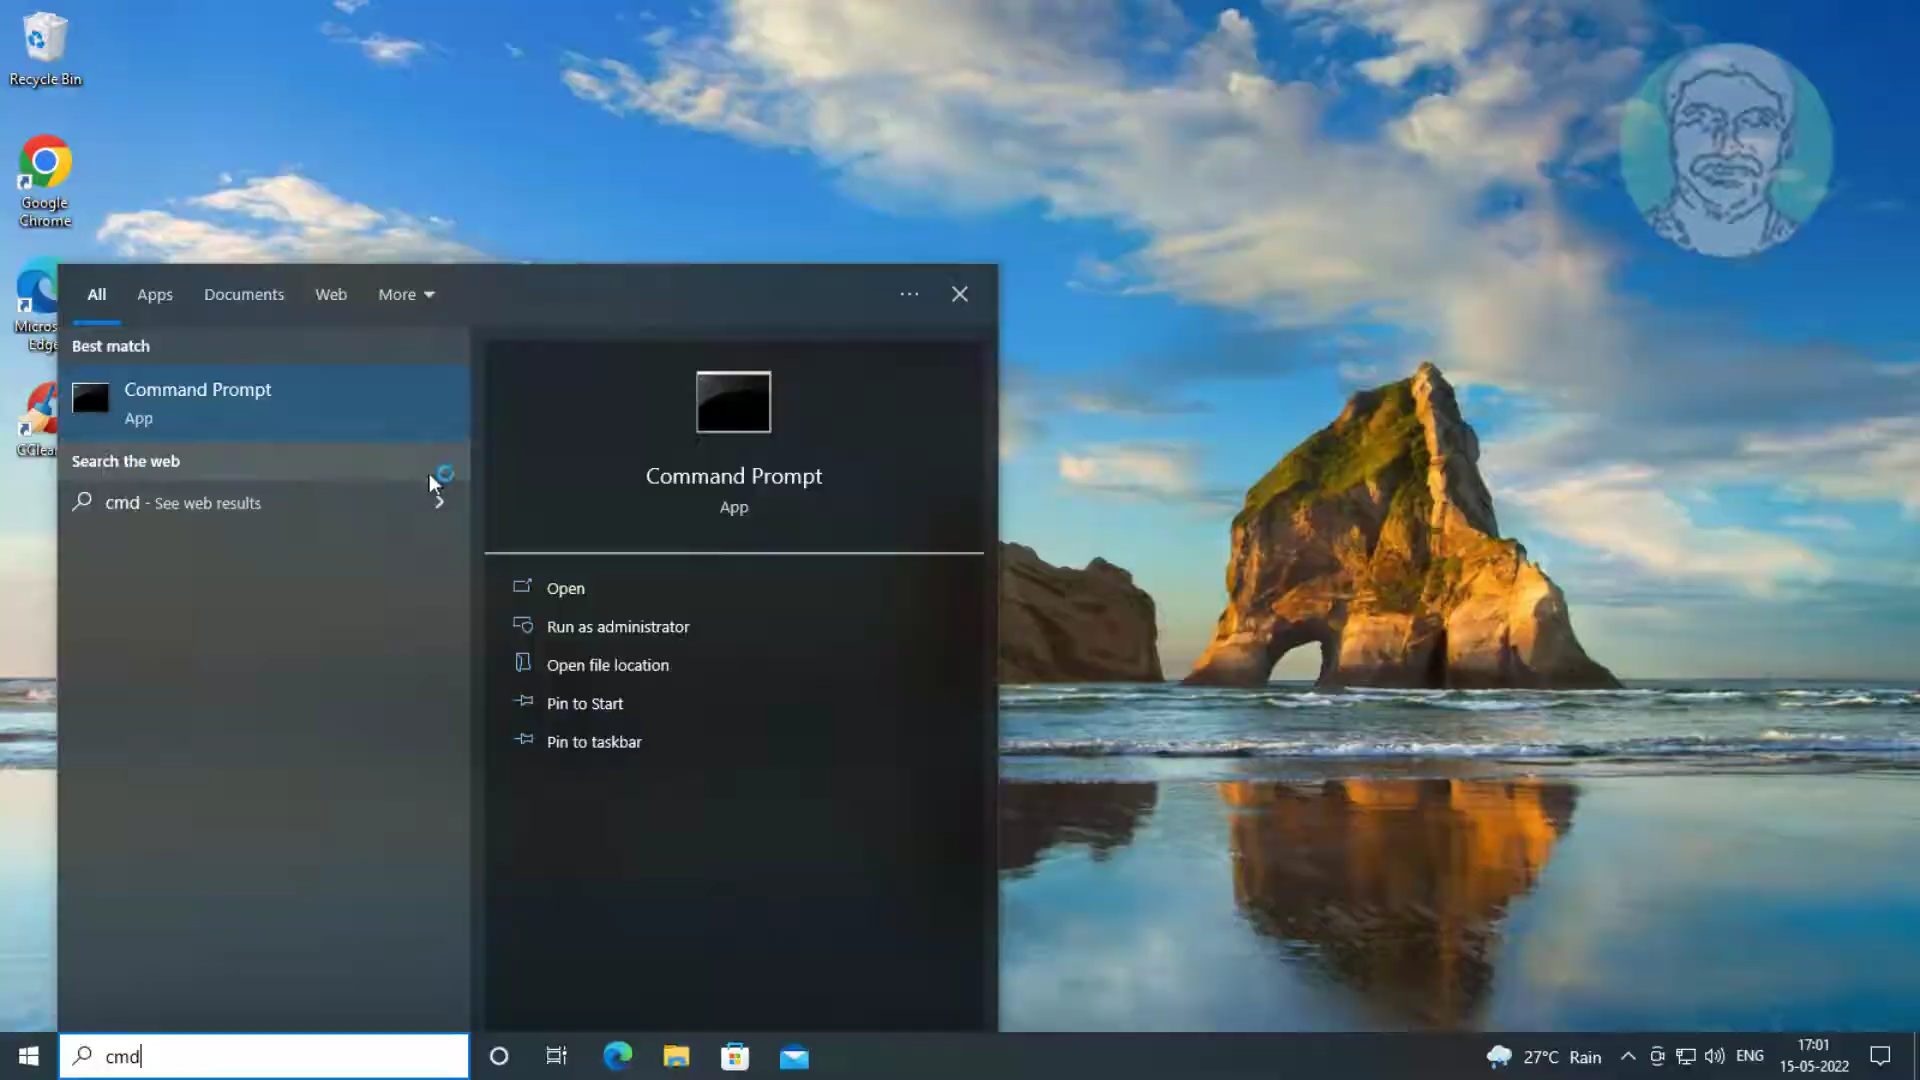 Recycle Bin
Google
Chrome
Micros
Edge
CClea
All Apps Documents Web More
Best match
Command Prompt
App
Search the web
cmd - See web results
Command Prompt
App
Open
Run as administrator
Open file location
Pin to Start
Pin to taskbar
cmd
27°C Rain
ENG
17:01
15-05-2022